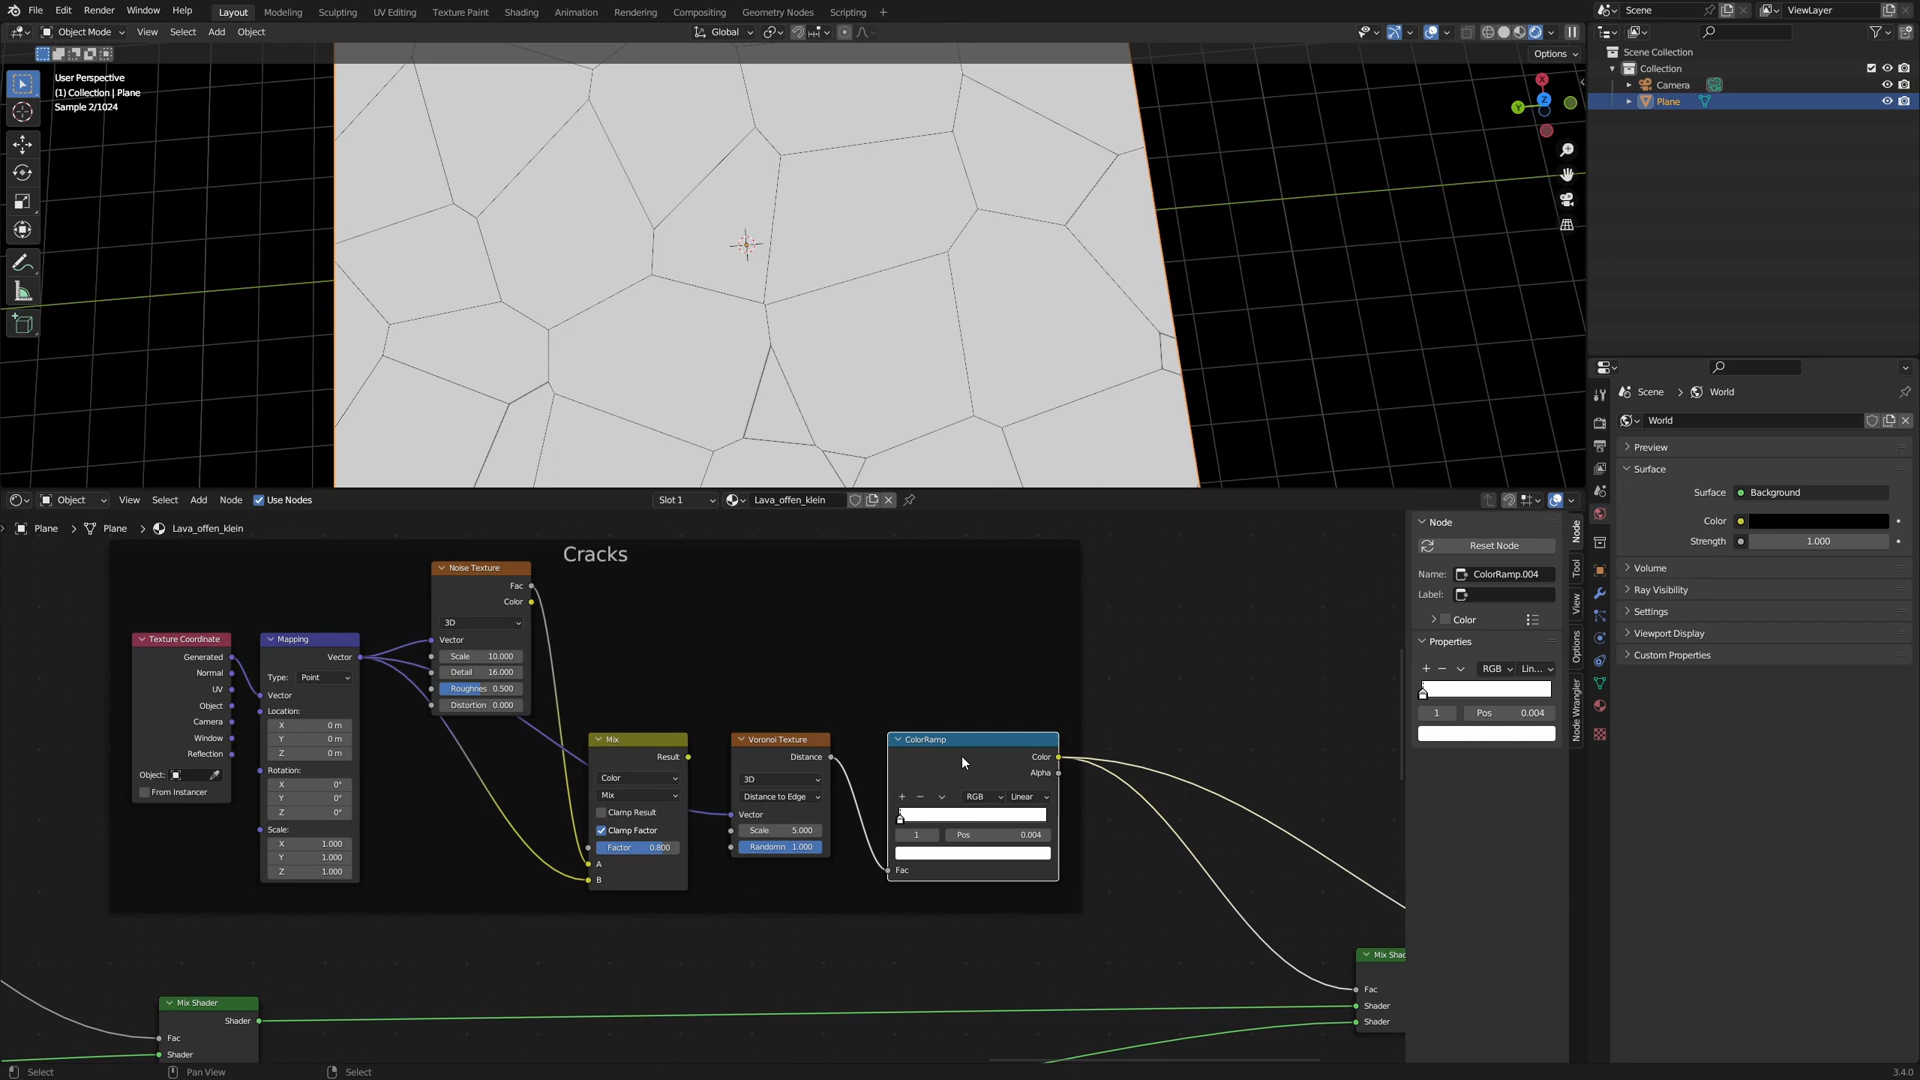 File Edit Render Window Help Layout Modeling Sculpting UV Editing Texture Paint Shading Animation Rendering Compositing Geometry Nodes Scripting + Scene ViewLayer
Object Mode View Select Add Object Global
Options
User Perspective
(1) Collection | Plane
Sample 2/1024
X
Y
Z
Scene Collection
Collection
Camera
Plane
Scene > World
World
Preview
Surface
Surface Background
Color
Strength 1.000
Volume
Ray Visibility
Settings
Viewport Display
Custom Properties
Object View Select Add Node Use Nodes Slot 1 Lava_offen_klein
Plane > Plane > Lava_offen_klein
Cracks
Texture Coordinate
Generated
Normal
UV
Object
Camera
Window
Reflection
Object:
From Instancer
Mapping
Vector
Type: Point
Vector
Location:
X 0 m
Y 0 m
Z 0 m
Rotation:
X 0°
Y 0°
Z 0°
Scale:
X 1.000
Y 1.000
Z 1.000
Noise Texture
Fac
Color
3D
Vector
Scale 10.000
Detail 16.000
Roughnes 0.500
Distortion 0.000
Mix
Result
Color
Mix
Clamp Result
Clamp Factor
Factor 0.800
A
B
Voronoi Texture
Distance
3D
Distance to Edge
Vector
Scale 5.000
Randomn 1.000
ColorRamp
Color
Alpha
+ − RGB Linear
1 Pos 0.004
Fac
Mix Shader
Shader
Fac
Shader
Mix Shac
Fac
Shader
Shader
Node
Reset Node
Name: ColorRamp.004
Label:
Color
Properties
+ − RGB Lin...
1 Pos 0.004
Node
Tool
View
Options
Node Wrangler
Select Pan View Select 3.4.0